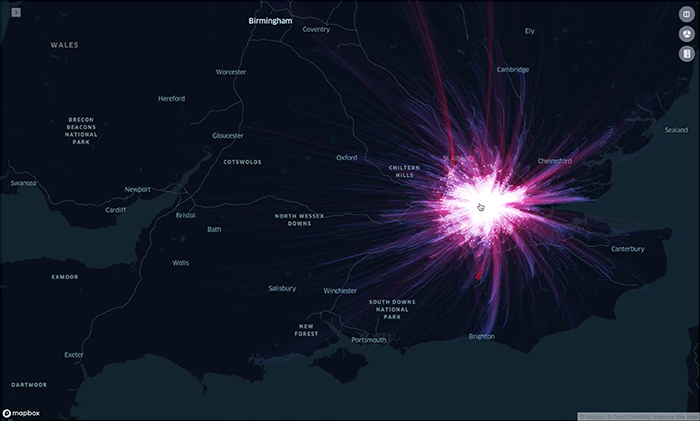 Birmingham
Coventry
Ely
WALES
Cambridge
Worcester
Hereford
BRECON
BEACONS
NATIONAL
PARK
Gloucester
Sealand
COTSWOLDS
Oxford
Chelmsford
CHILTERN
HILLS
Swansea
Newport
Cardiff
Bristol
Bath
NORTH WESSEX
DOWNS
Canterbury
Wells
EXMOOR
Salisbury
Winchester
SOUTH DOWNS
NATIONAL
PARK
NEW
FOREST
Portsmouth
Brighton
Exeter
DARTMOOR
mapbox
© Mapbox © OpenStreetMap Improve this map